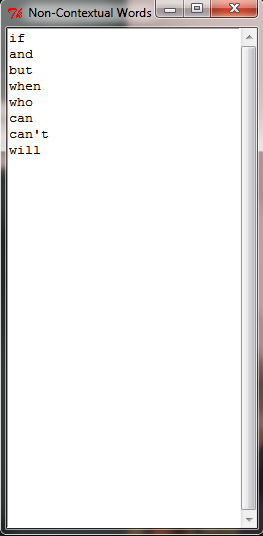 Non-Contextual Words
if
and
but
when
who
can
can't
will